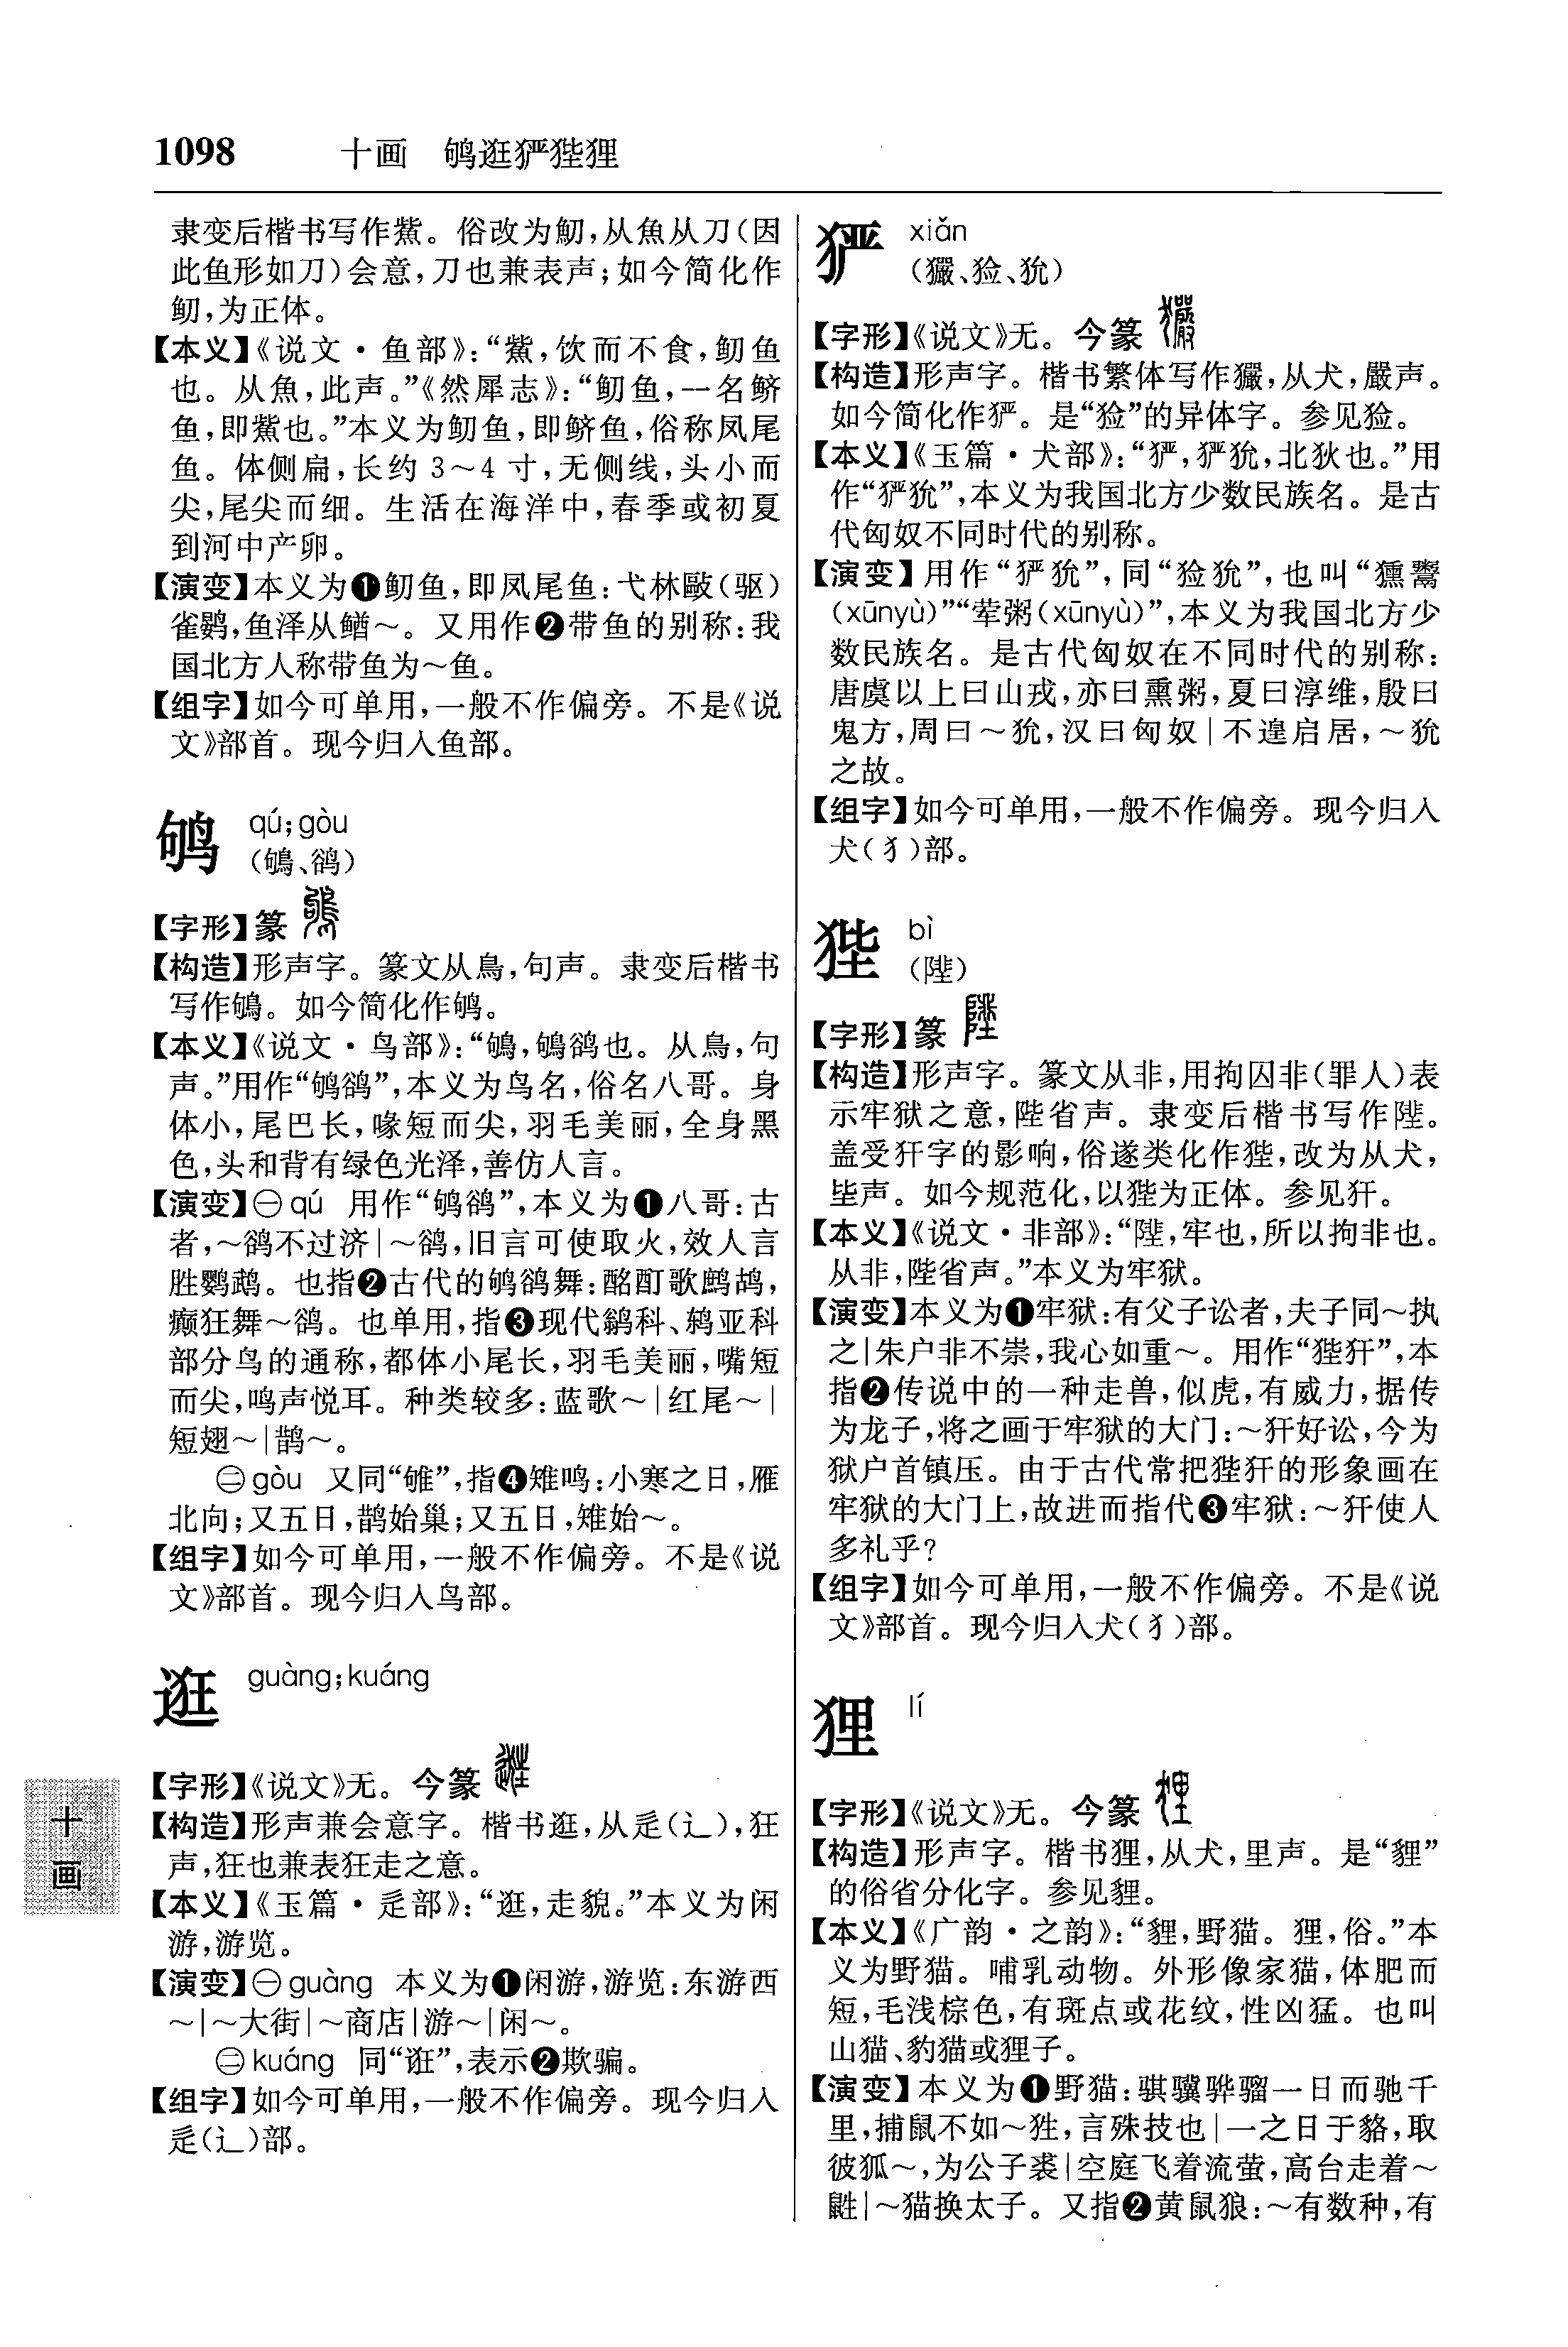 1098 十画 鸲逛𤞤狴狸
隶变后楷书写作鮆。俗改为魛,从魚从刀(因
此鱼形如刀)会意,刀也兼表声;如今简化作
鱽,为正体。
【本义】《说文·鱼部》:“鮆,饮而不食,鱽鱼
也。从魚,此声。”《然犀志》:“鱽鱼,一名鲚
鱼,即鮆也。”本义为鱽鱼,即鲚鱼,俗称凤尾
鱼。体侧扁,长约3～4寸,无侧线,头小而
尖,尾尖而细。生活在海洋中,春季或初夏
到河中产卵。
【演变】本义为❶鱽鱼,即凤尾鱼:弋林敺(驱)
雀鹦,鱼泽从鳍～。又用作❷带鱼的别称:我
国北方人称带鱼为～鱼。
【组字】如今可单用,一般不作偏旁。不是《说
文》部首。现今归入鱼部。
鸲 qú;gòu
(鴝、鹆)
【字形】篆
【构造】形声字。篆文从鳥,句声。隶变后楷书
写作鴝。如今简化作鸲。
【本义】《说文·鸟部》:“鴝,鴝鹆也。从鳥,句
声。”用作“鸲鹆”,本义为鸟名,俗名八哥。身
体小,尾巴长,喙短而尖,羽毛美丽,全身黑
色,头和背有绿色光泽,善仿人言。
【演变】㊀qú 用作“鸲鹆”,本义为❶八哥:古
者,～鹆不过济|～鹆,旧言可使取火,效人言
胜鹦鹉。也指❷古代的鸲鹆舞:酩酊歌鹧鸪,
癫狂舞～鹆。也单用,指❸现代鹟科、鸫亚科
部分鸟的通称,都体小尾长,羽毛美丽,嘴短
而尖,鸣声悦耳。种类较多:蓝歌～|红尾～|
短翅～|鹊～。
㊁gòu 又同“雊”,指❹雉鸣:小寒之日,雁
北向;又五日,鹊始巢;又五日,雉始～。
【组字】如今可单用,一般不作偏旁。不是《说
文》部首。现今归入鸟部。
逛 guàng;kuáng
【字形】《说文》无。今篆
【构造】形声兼会意字。楷书逛,从辵(辶),狂
声,狂也兼表狂走之意。
【本义】《玉篇·辵部》:“逛,走貌。”本义为闲
游,游览。
【演变】㊀guàng 本义为❶闲游,游览:东游西
～|～大街|～商店|游～|闲～。
㊁kuáng 同“诳”,表示❷欺骗。
【组字】如今可单用,一般不作偏旁。现今归入
辵(辶)部。
十
画
𤞤 xiǎn
(玁、猃、狁)
【字形】《说文》无。今篆
【构造】形声字。楷书繁体写作玁,从犬,嚴声。
如今简化作𤞤。是“猃”的异体字。参见猃。
【本义】《玉篇·犬部》:“𤞤,𤞤狁,北狄也。”用
作“𤞤狁”,本义为我国北方少数民族名。是古
代匈奴不同时代的别称。
【演变】用作“𤞤狁”,同“猃狁”,也叫“獯鬻
(xūnyù)”“荤粥(xūnyù)”,本义为我国北方少
数民族名。是古代匈奴在不同时代的别称:
唐虞以上曰山戎,亦曰熏粥,夏曰淳维,殷曰
鬼方,周曰～狁,汉曰匈奴|不遑启居,～狁
之故。
【组字】如今可单用,一般不作偏旁。现今归入
犬(犭)部。
狴 bì
(陛)
【字形】篆
【构造】形声字。篆文从非,用拘囚非(罪人)表
示牢狱之意,陛省声。隶变后楷书写作陛。
盖受犴字的影响,俗遂类化作狴,改为从犬,
坒声。如今规范化,以狴为正体。参见犴。
【本义】《说文·非部》:“陛,牢也,所以拘非也。
从非,陛省声。”本义为牢狱。
【演变】本义为❶牢狱:有父子讼者,夫子同～执
之|朱户非不崇,我心如重～。用作“狴犴”,本
指❷传说中的一种走兽,似虎,有威力,据传
为龙子,将之画于牢狱的大门:～犴好讼,今为
狱户首镇压。由于古代常把狴犴的形象画在
牢狱的大门上,故进而指代❸牢狱:～犴使人
多礼乎?
【组字】如今可单用,一般不作偏旁。不是《说
文》部首。现今归入犬(犭)部。
狸 lí
【字形】《说文》无。今篆
【构造】形声字。楷书狸,从犬,里声。是“貍”
的俗省分化字。参见貍。
【本义】《广韵·之韵》:“貍,野猫。狸,俗。”本
义为野猫。哺乳动物。外形像家猫,体肥而
短,毛浅棕色,有斑点或花纹,性凶猛。也叫
山猫、豹猫或狸子。
【演变】本义为❶野猫:骐骥骅骝一日而驰千
里,捕鼠不如～狌,言殊技也|一之日于貉,取
彼狐～,为公子裘|空庭飞着流萤,高台走着～
鼪|～猫换太子。又指❷黄鼠狼:～有数种,有